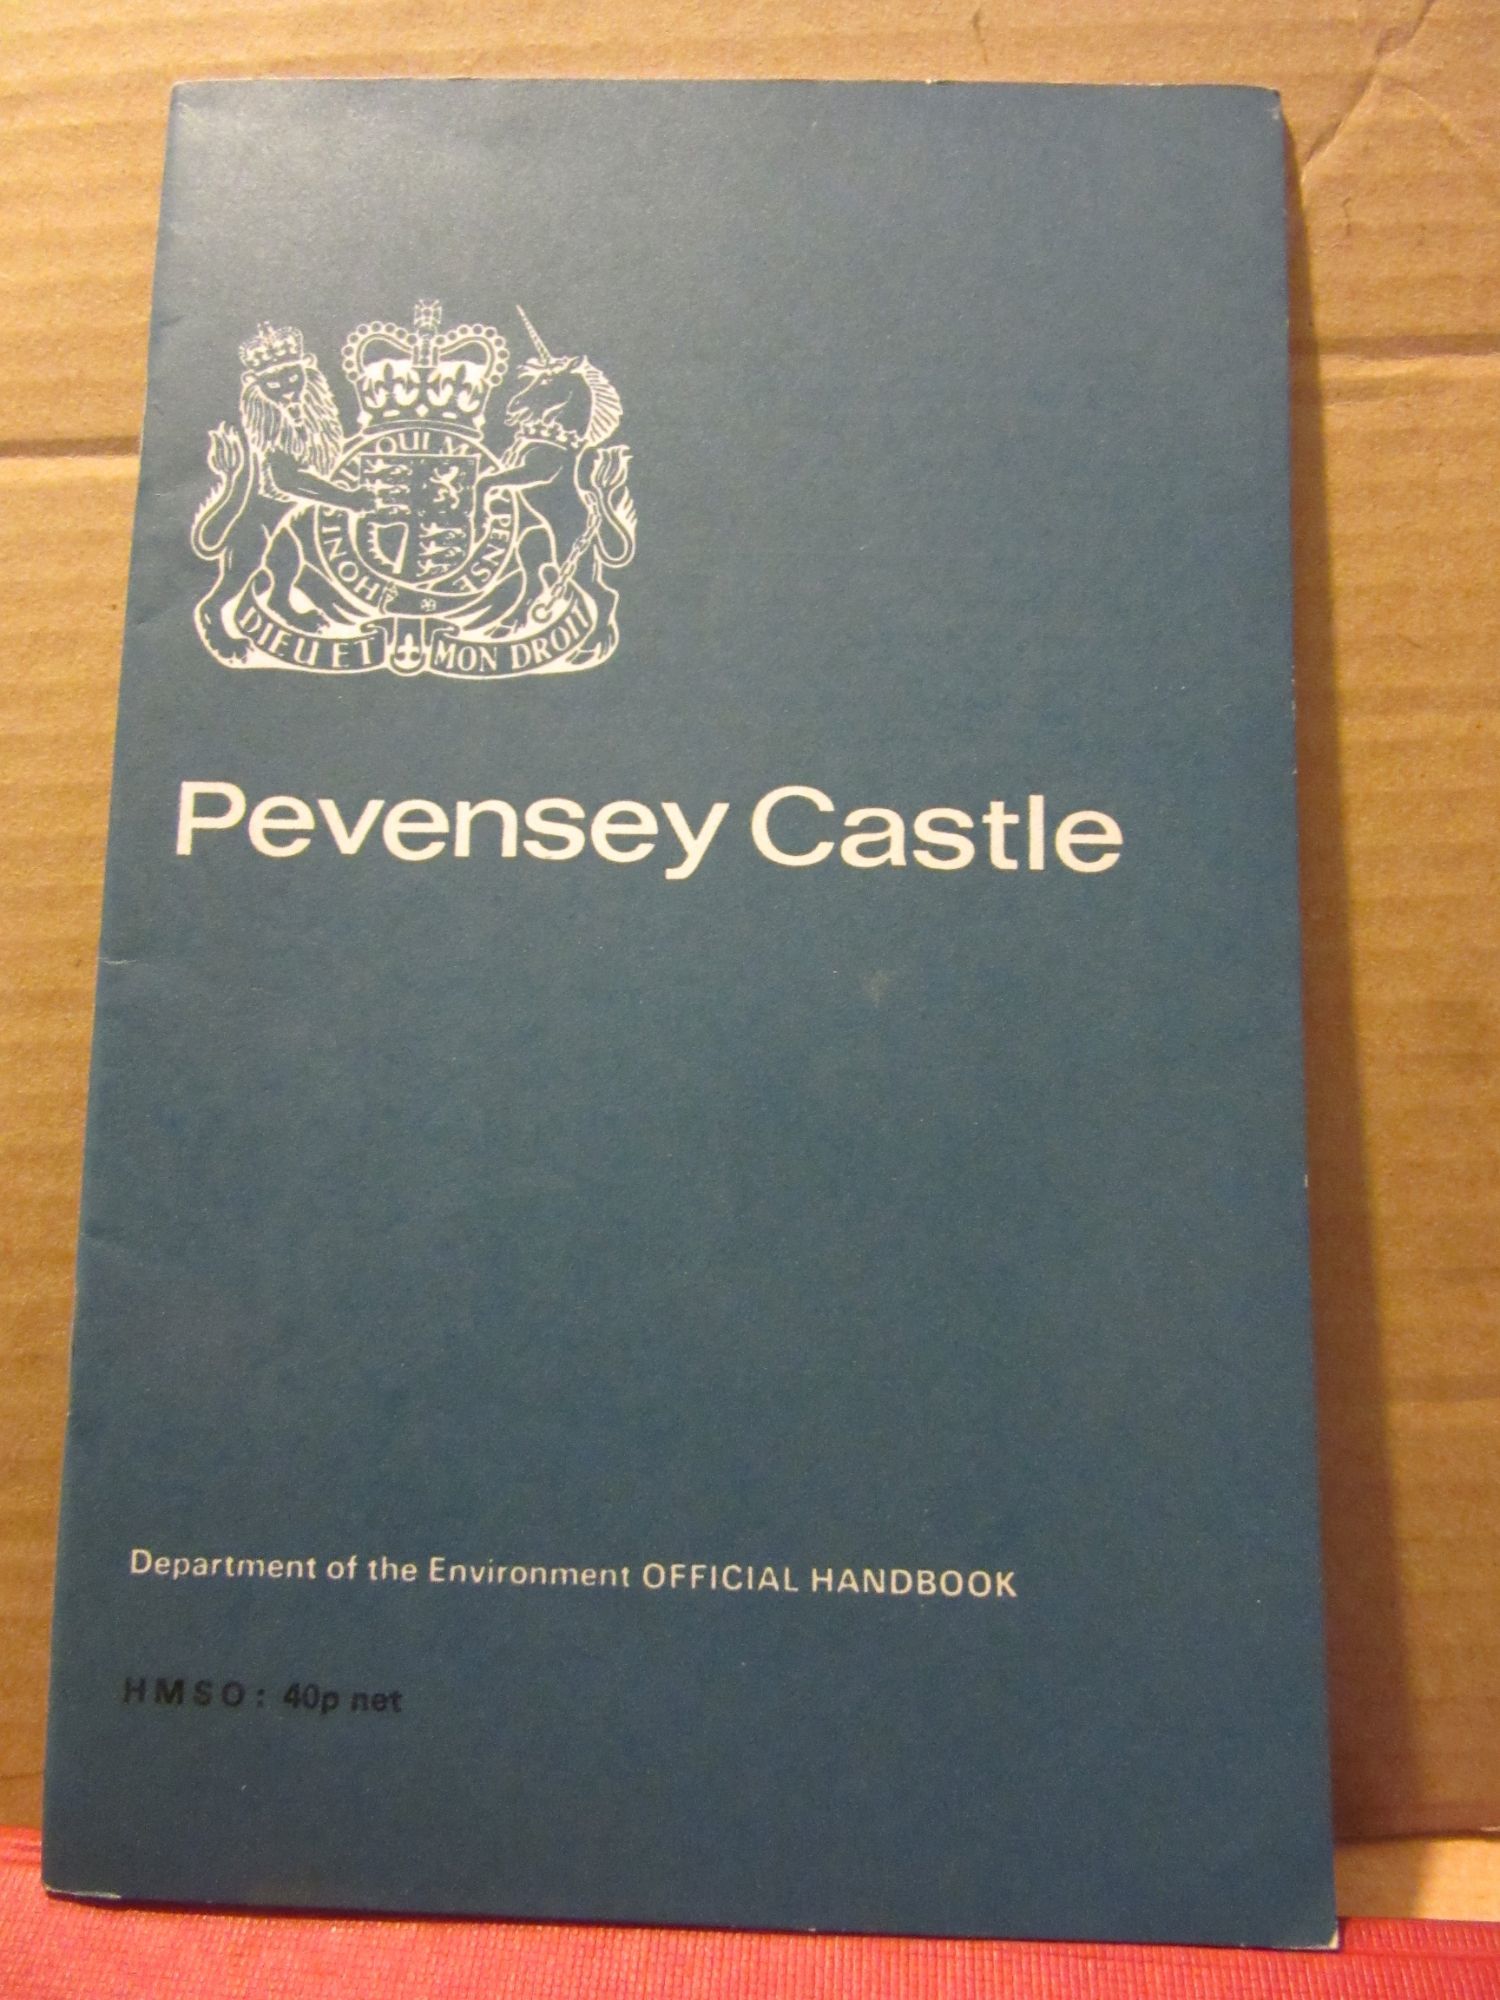 HONI SOIT QUI MAL Y PENSE
DIEU ET MON DROIT
Pevensey Castle
Department of the Environment OFFICIAL HANDBOOK
HMSO: 40p net